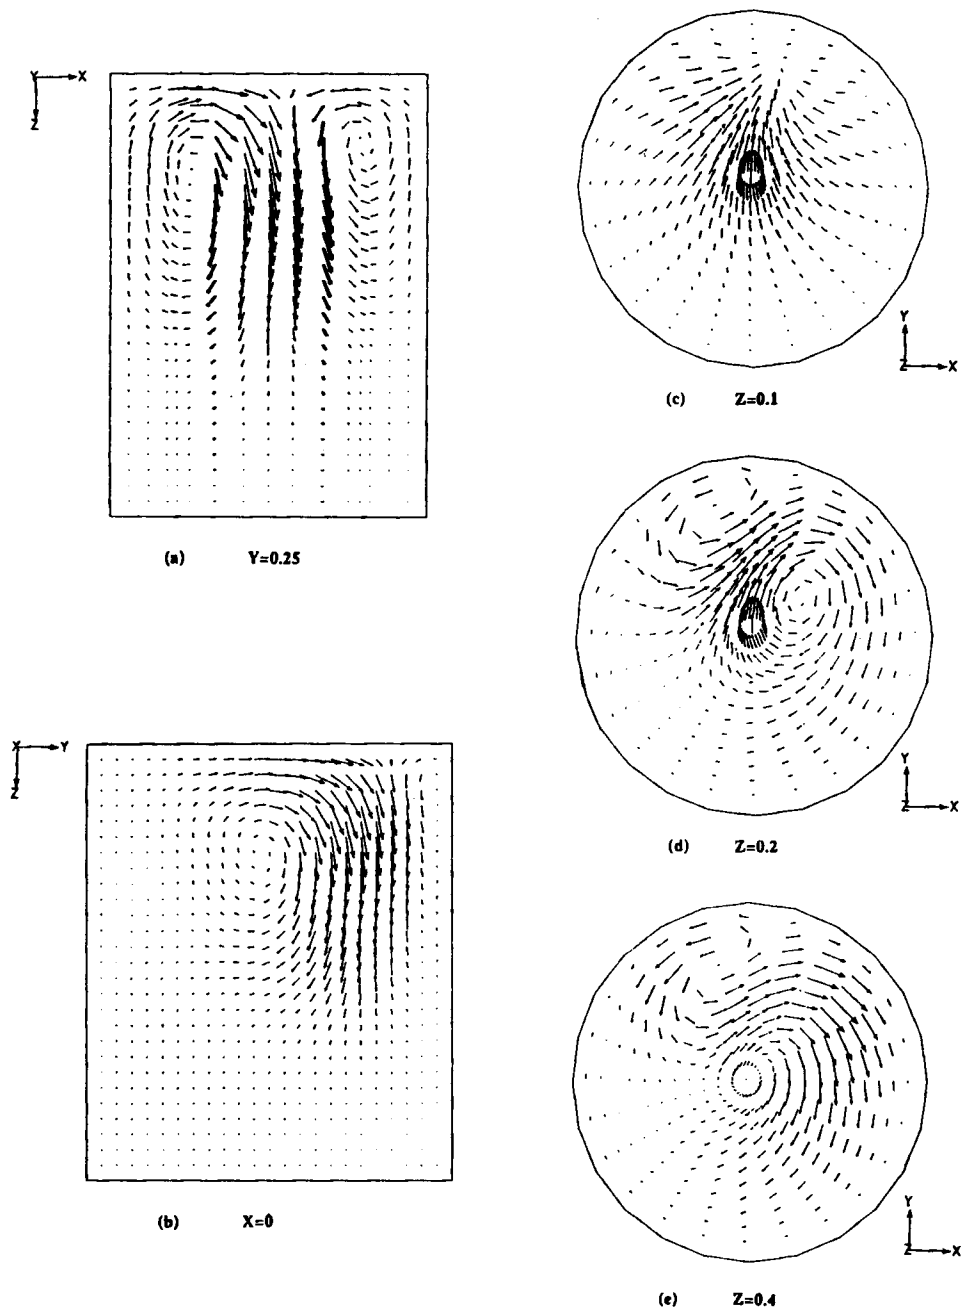 Y X
Z
(a) Y=0.25
X Y
Z
(b) X=0
Y
Z X
(c) Z=0.1
Y
Z X
(d) Z=0.2
Y
Z X
(e) Z=0.4